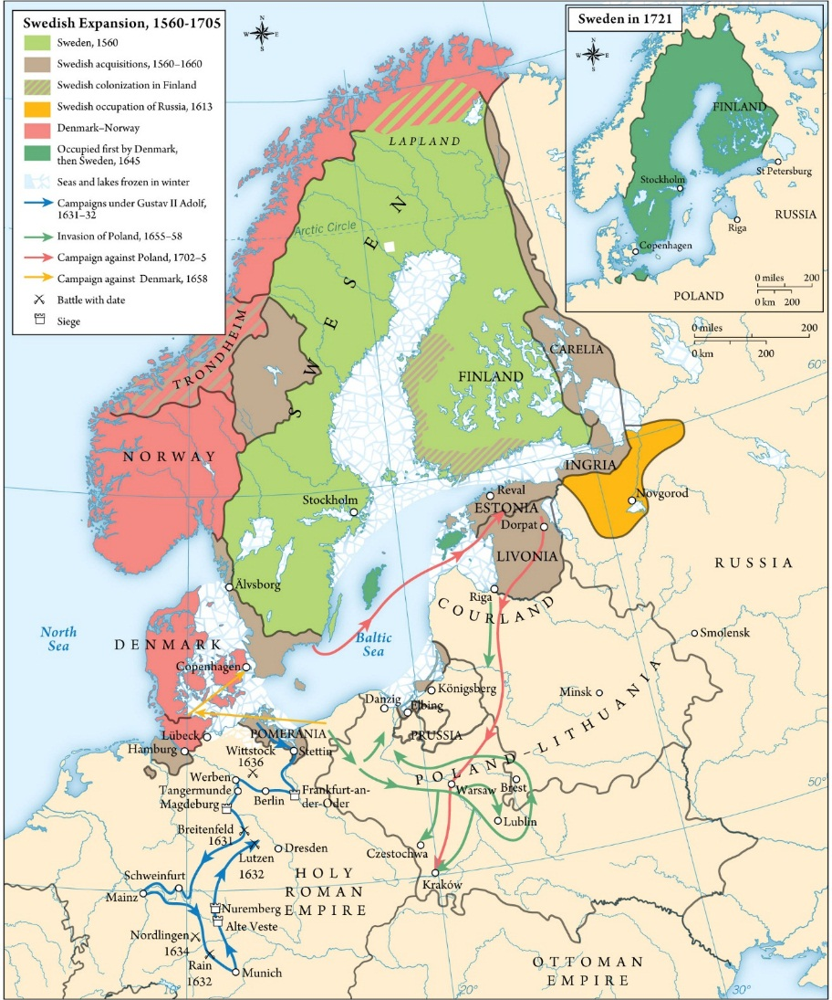 Swedish Expansion, 1560-1705
Sweden, 1560
Swedish acquisitions, 1560–1660
Swedish colonization in Finland
Swedish occupation of Russia, 1613
Denmark–Norway
Occupied first by Denmark,
then Sweden, 1645
Seas and lakes frozen in winter
Campaigns under Gustav II Adolf,
1631–32
Invasion of Poland, 1655–58
Campaign against Poland, 1702–5
Campaign against Denmark, 1658
Battle with date
Siege
N
W E
S
Sweden in 1721
N
W E
S
FINLAND
Stockholm
St Petersburg
Riga
RUSSIA
Copenhagen
POLAND
0 miles 200
0 km 200
0 miles 200
0 km 200
LAPLAND
Arctic Circle
SWESEN
TRONDHEIM
CARELIA
60°
FINLAND
NORWAY
INGRIA
Novgorod
Reval
ESTONIA
Stockholm
Dorpat
LIVONIA
RUSSIA
Älvsborg
Riga
COURLAND
North
Sea
Baltic
Sea
Smolensk
DENMARK
Copenhagen
Königsberg
Danzig
Elbing
Minsk
PRUSSIA
POLAND–LITHUANIA
Lübeck
POMERANIA
Hamburg
Wittstock
1636
Stettin
50°
Werben
Tangermunde
Magdeburg
Berlin
Frankfurt-an-
der-Oder
Warsaw
Brest
Lublin
Breitenfeld
1631
Lutzen
1632
Dresden
Czestochwa
HOLY
ROMAN
EMPIRE
Kraków
Schweinfurt
Mainz
Nuremberg
Alte Veste
Nordlingen
1634
Rain
1632
Munich
OTTOMAN
EMPIRE
10°
20°
30°